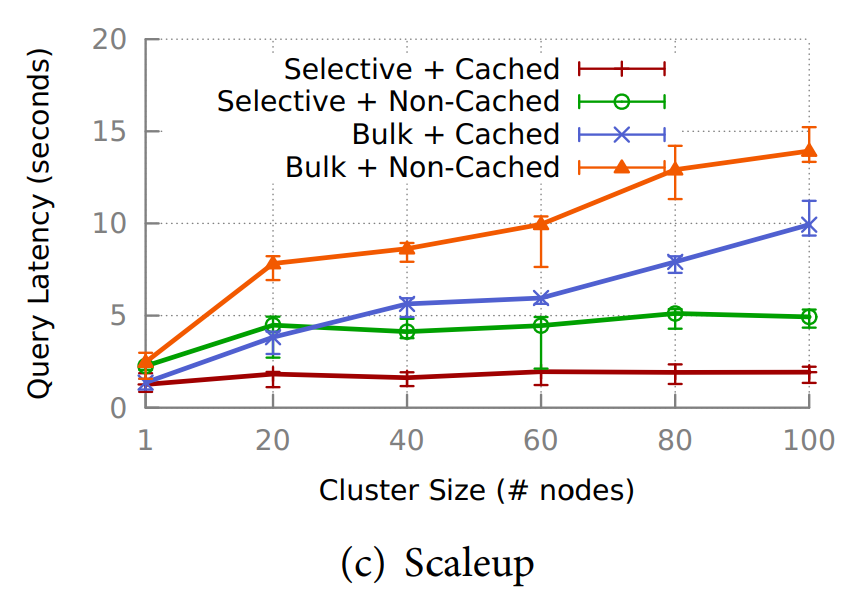 20
15
10
5
0
Query Latency (seconds)
Selective + Cached
Selective + Non-Cached
Bulk + Cached
Bulk + Non-Cached
1 20 40 60 80 100
Cluster Size (# nodes)
(c) Scaleup